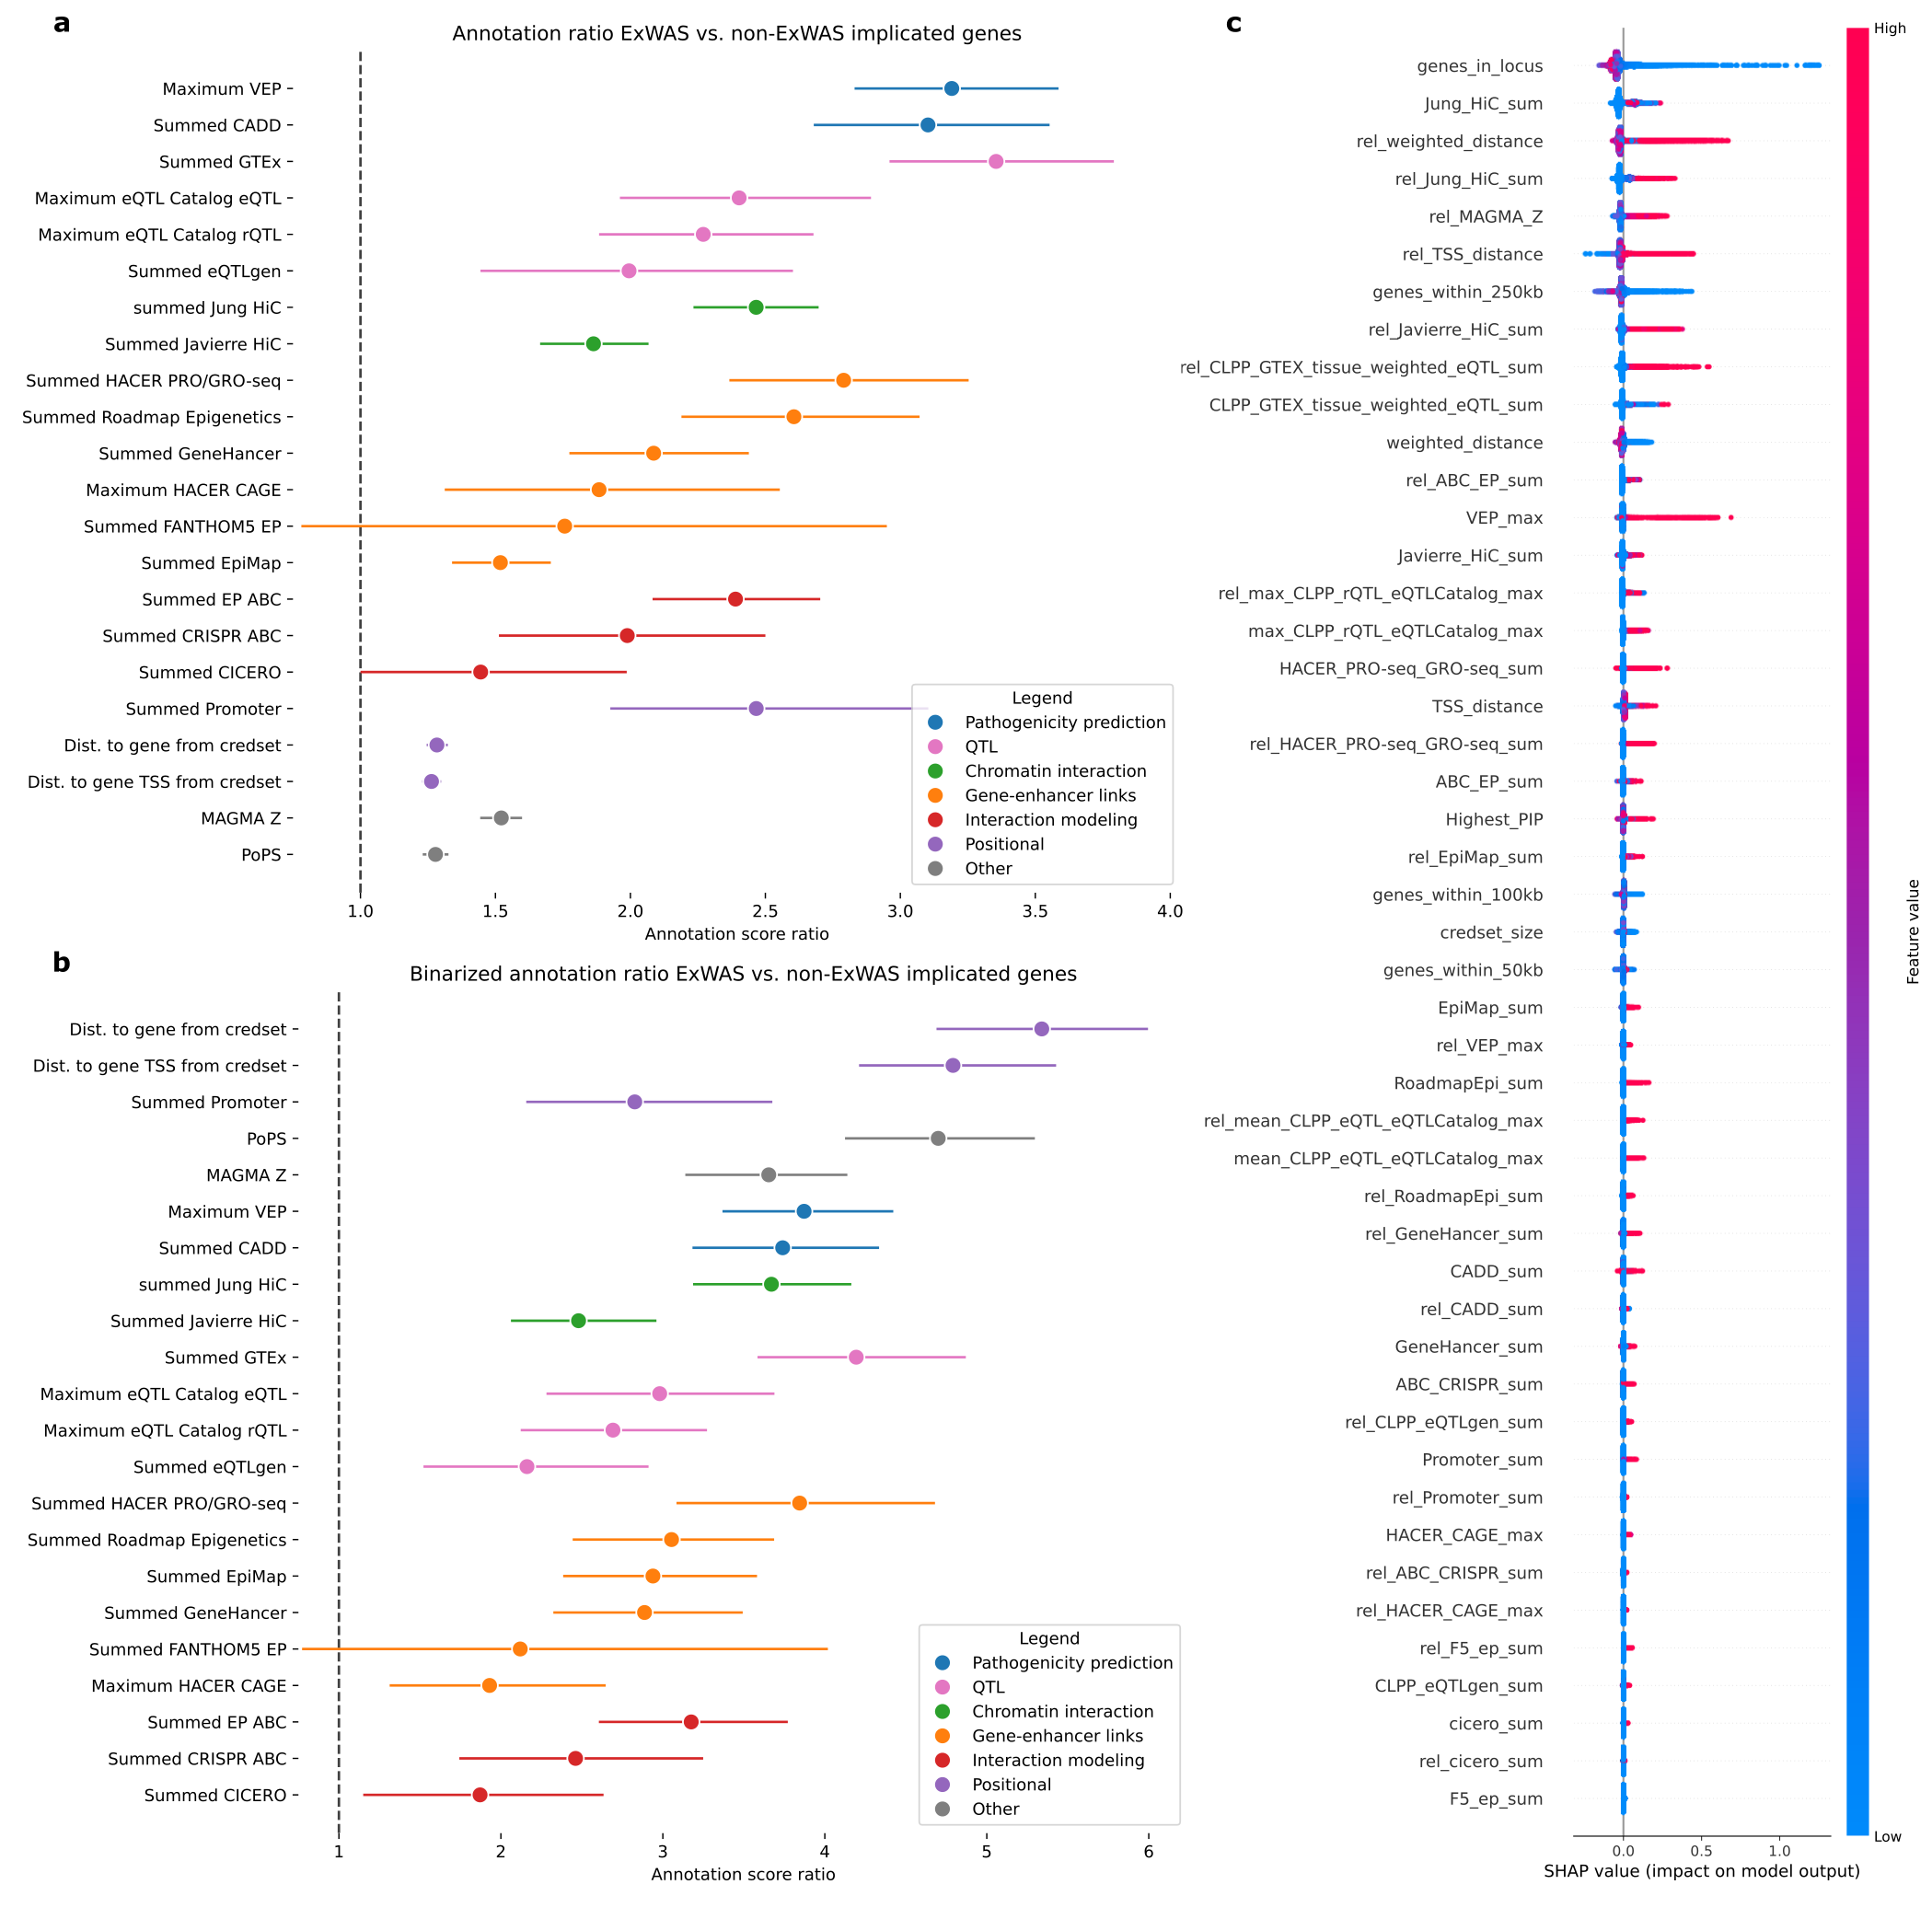 a
Annotation ratio ExWAS vs. non-ExWAS implicated genes
Maximum VEP
Summed CADD
Summed GTEx
Maximum eQTL Catalog eQTL
Maximum eQTL Catalog rQTL
Summed eQTLgen
summed Jung HiC
Summed Javierre HiC
Summed HACER PRO/GRO-seq
Summed Roadmap Epigenetics
Summed GeneHancer
Maximum HACER CAGE
Summed FANTHOM5 EP
Summed EpiMap
Summed EP ABC
Summed CRISPR ABC
Summed CICERO
Summed Promoter
Dist. to gene from credset
Dist. to gene TSS from credset
MAGMA Z
PoPS
Legend
Pathogenicity prediction
QTL
Chromatin interaction
Gene-enhancer links
Interaction modeling
Positional
Other
1.0 1.5 2.0 2.5 3.0 3.5 4.0
Annotation score ratio
b
Binarized annotation ratio ExWAS vs. non-ExWAS implicated genes
Dist. to gene from credset
Dist. to gene TSS from credset
Summed Promoter
PoPS
MAGMA Z
Maximum VEP
Summed CADD
summed Jung HiC
Summed Javierre HiC
Summed GTEx
Maximum eQTL Catalog eQTL
Maximum eQTL Catalog rQTL
Summed eQTLgen
Summed HACER PRO/GRO-seq
Summed Roadmap Epigenetics
Summed EpiMap
Summed GeneHancer
Summed FANTHOM5 EP
Maximum HACER CAGE
Summed EP ABC
Summed CRISPR ABC
Summed CICERO
Legend
Pathogenicity prediction
QTL
Chromatin interaction
Gene-enhancer links
Interaction modeling
Positional
Other
1 2 3 4 5 6
Annotation score ratio
c
genes_in_locus
Jung_HiC_sum
rel_weighted_distance
rel_Jung_HiC_sum
rel_MAGMA_Z
rel_TSS_distance
genes_within_250kb
rel_Javierre_HiC_sum
rel_CLPP_GTEX_tissue_weighted_eQTL_sum
CLPP_GTEX_tissue_weighted_eQTL_sum
weighted_distance
rel_ABC_EP_sum
VEP_max
Javierre_HiC_sum
rel_max_CLPP_rQTL_eQTLCatalog_max
max_CLPP_rQTL_eQTLCatalog_max
HACER_PRO-seq_GRO-seq_sum
TSS_distance
rel_HACER_PRO-seq_GRO-seq_sum
ABC_EP_sum
Highest_PIP
rel_EpiMap_sum
genes_within_100kb
credset_size
genes_within_50kb
EpiMap_sum
rel_VEP_max
RoadmapEpi_sum
rel_mean_CLPP_eQTL_eQTLCatalog_max
mean_CLPP_eQTL_eQTLCatalog_max
rel_RoadmapEpi_sum
rel_GeneHancer_sum
CADD_sum
rel_CADD_sum
GeneHancer_sum
ABC_CRISPR_sum
rel_CLPP_eQTLgen_sum
Promoter_sum
rel_Promoter_sum
HACER_CAGE_max
rel_ABC_CRISPR_sum
rel_HACER_CAGE_max
rel_F5_ep_sum
CLPP_eQTLgen_sum
cicero_sum
rel_cicero_sum
F5_ep_sum
0.0 0.5 1.0
SHAP value (impact on model output)
High
Feature value
Low